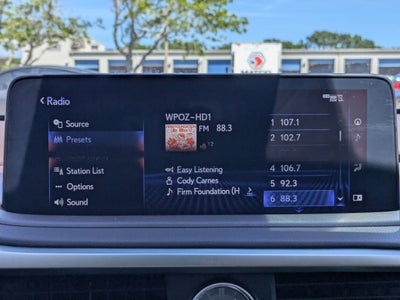 Radio
Source
Presets
Station List
Options
Sound
WPOZ-HD1
FM 88.3
12
Easy Listening
Cody Carnes
Firm Foundation (H
1 107.1
2 102.7
4 106.7
5 92.3
6 88.3